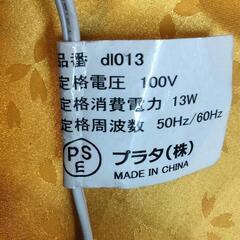 品番 dl013
定格電圧 100V
定格消費電力 13W
定格周波数 50Hz/60Hz
PSE
プラタ(株)
MADE IN CHINA